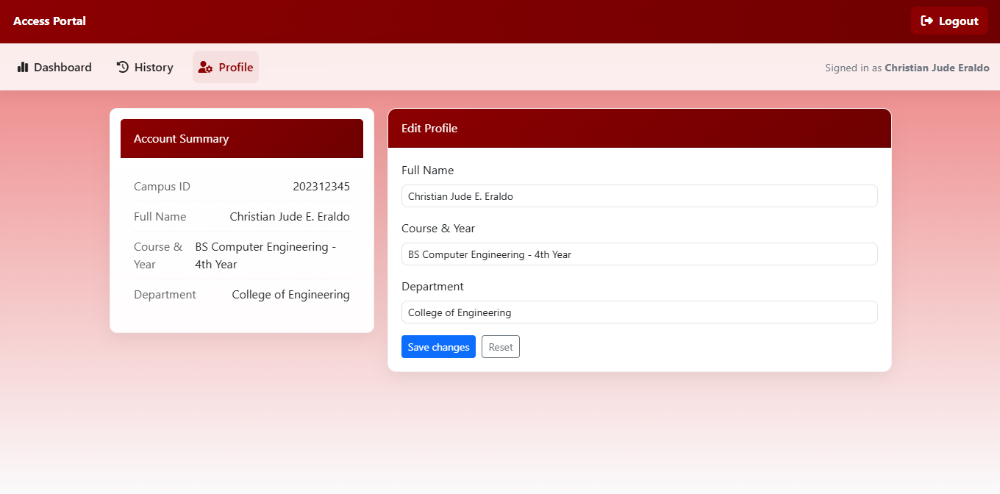 Access Portal
Logout
Dashboard
History
Profile
Signed in as Christian Jude Eraldo
Account Summary
Campus ID 202312345
Full Name Christian Jude E. Eraldo
Course & Year BS Computer Engineering - 4th Year
Department College of Engineering
Edit Profile
Full Name
Christian Jude E. Eraldo
Course & Year
BS Computer Engineering - 4th Year
Department
College of Engineering
Save changes
Reset